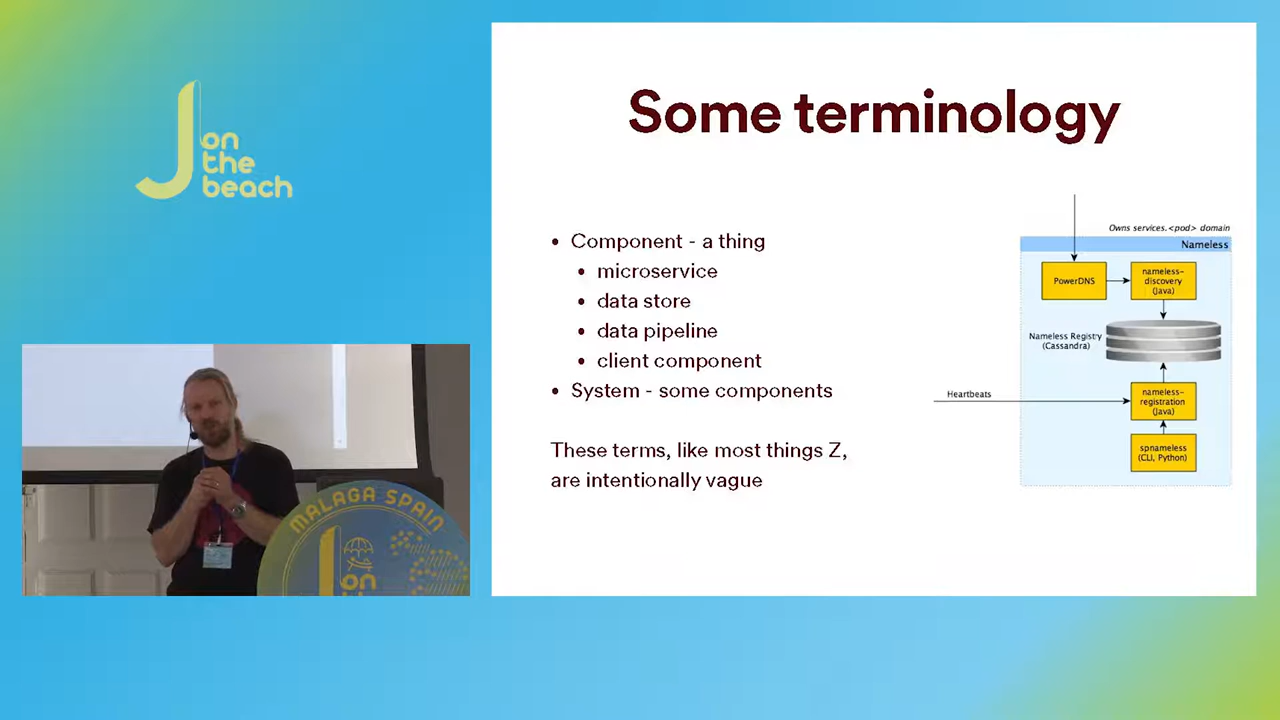 J on
the
beach
MALAGA SPAIN
on
Some terminology
• Component - a thing
• microservice
• data store
• data pipeline
• client component
• System - some components
These terms, like most things Z,
are intentionally vague
Owns services.<pod> domain
Nameless
PowerDNS
nameless-
discovery
(Java)
Nameless Registry
(Cassandra)
Heartbeats
nameless-
registration
(Java)
spnameless
(CLI, Python)